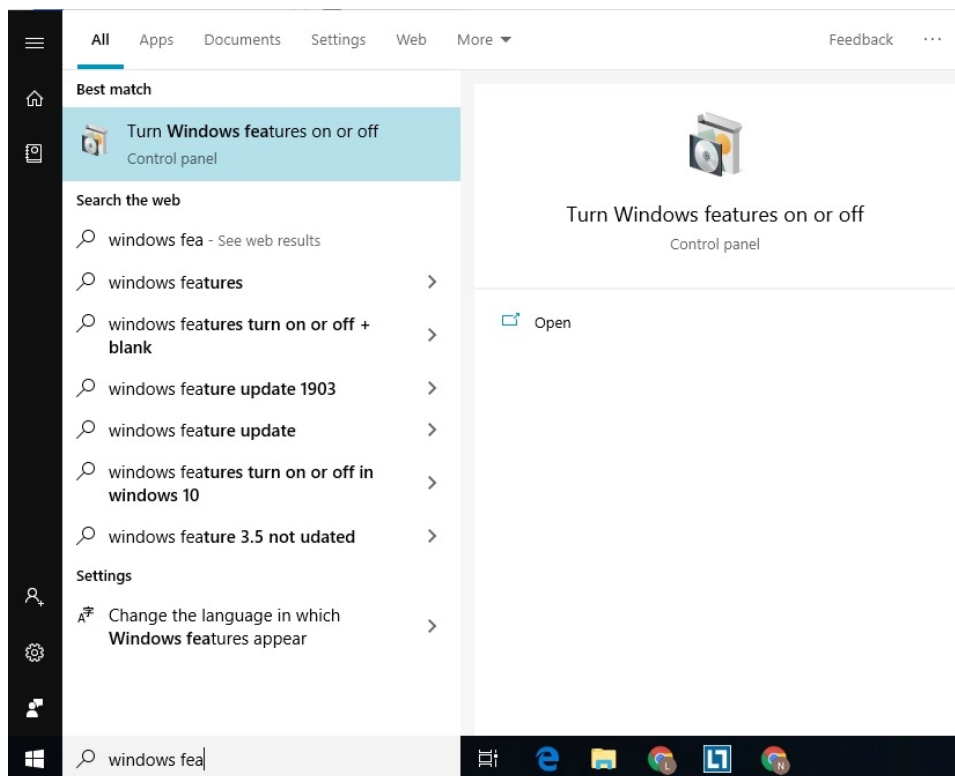 All Apps Documents Settings Web More Feedback ...
Best match
Turn Windows features on or off
Control panel
Search the web
windows fea - See web results
windows features
windows features turn on or off +
blank
windows feature update 1903
windows feature update
windows features turn on or off in
windows 10
windows feature 3.5 not udated
Settings
Change the language in which
Windows features appear
windows fea
Turn Windows features on or off
Control panel
Open